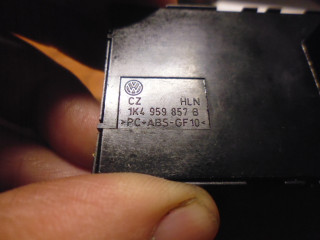 CZ HLN
1K4 959 857 B
>PC+ABS-GF10<